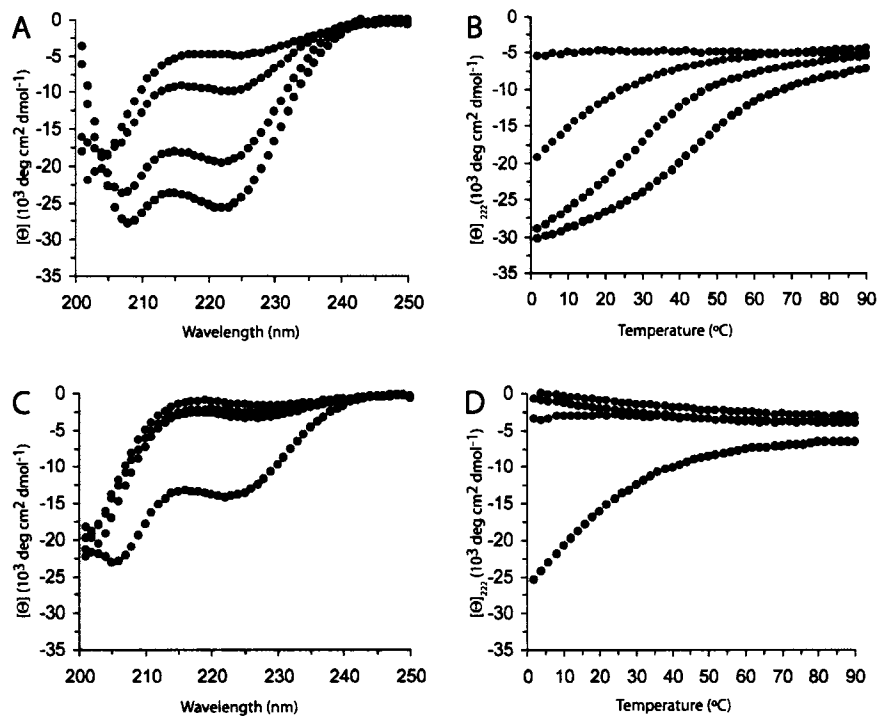 A
[Θ] (10³ deg cm² dmol⁻¹)
0
-5
-10
-15
-20
-25
-30
-35
200 210 220 230 240 250
Wavelength (nm)
B
[Θ]₂₂₂(10³ deg cm² dmol⁻¹)
0
-5
-10
-15
-20
-25
-30
-35
0 10 20 30 40 50 60 70 80 90
Temperature (ºC)
C
[Θ] (10³ deg cm² dmol⁻¹)
0
-5
-10
-15
-20
-25
-30
-35
200 210 220 230 240 250
Wavelength (nm)
D
[Θ]₂₂₂(10³ deg cm² dmol⁻¹)
0
-5
-10
-15
-20
-25
-30
-35
0 10 20 30 40 50 60 70 80 90
Temperature (ºC)